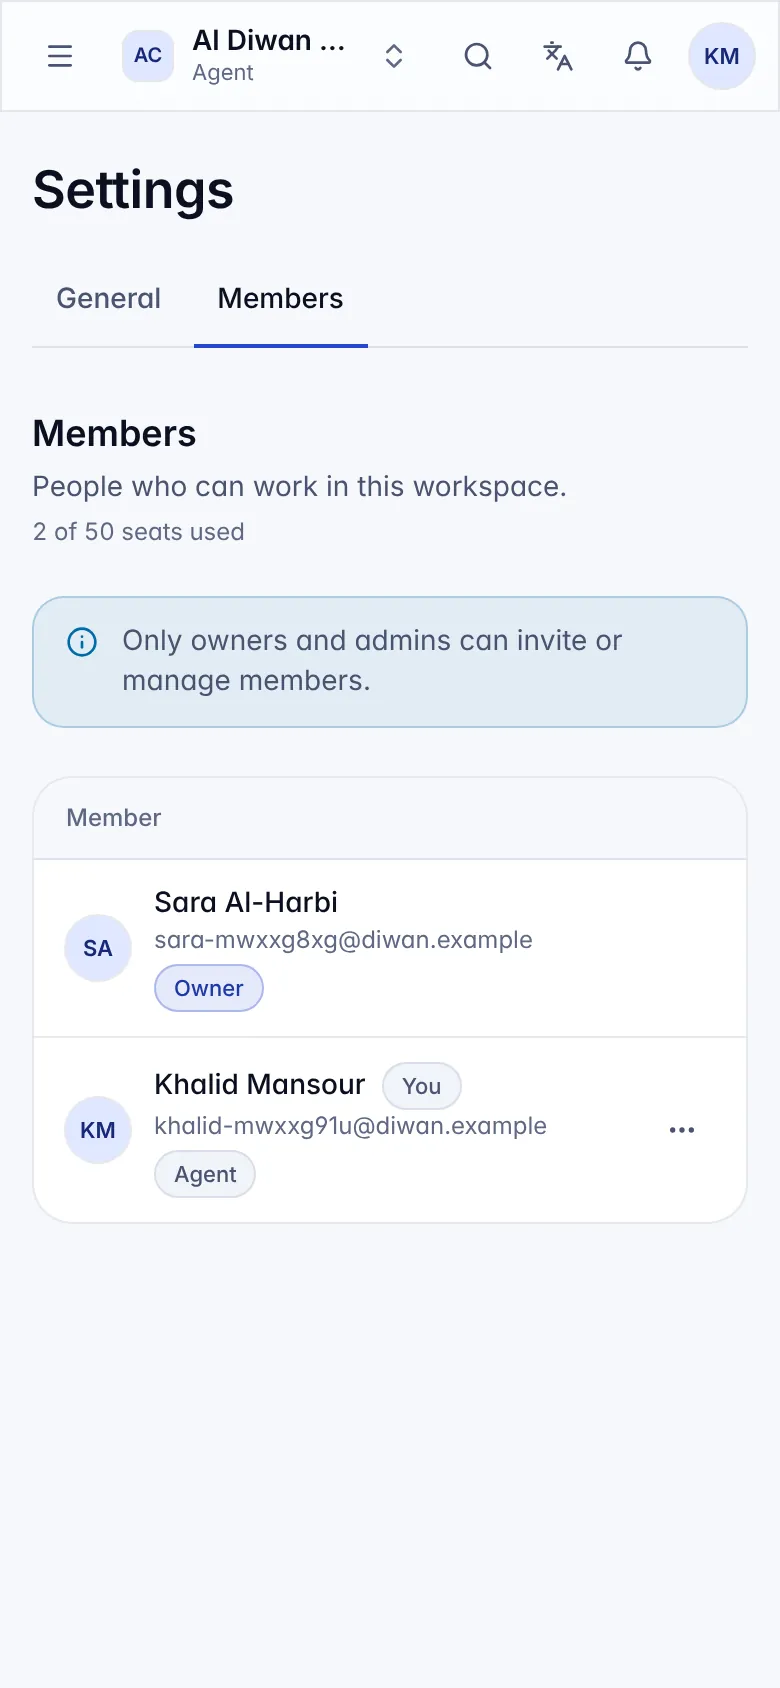 AC
Al Diwan ...
Agent
KM
Settings
General
Members
Members
People who can work in this workspace.
2 of 50 seats used
Only owners and admins can invite or
manage members.
Member
SA
Sara Al-Harbi
sara-mwxxg8xg@diwan.example
Owner
KM
Khalid Mansour You
khalid-mwxxg91u@diwan.example
Agent